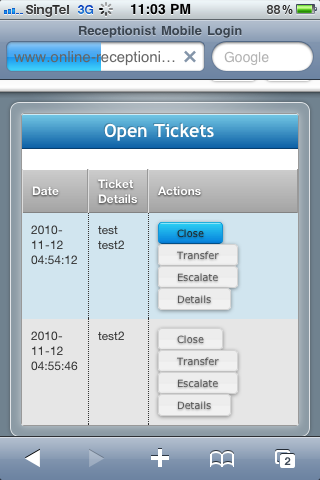 SingTel 3G 11:03 PM 88%
Receptionist Mobile Login
www.online-receptioni... Google
Open Tickets
Date Ticket Details Actions
2010-11-12 04:54:12 test test2 Close
Transfer
Escalate
Details
2010-11-12 04:55:46 test2 Close
Transfer
Escalate
Details
2